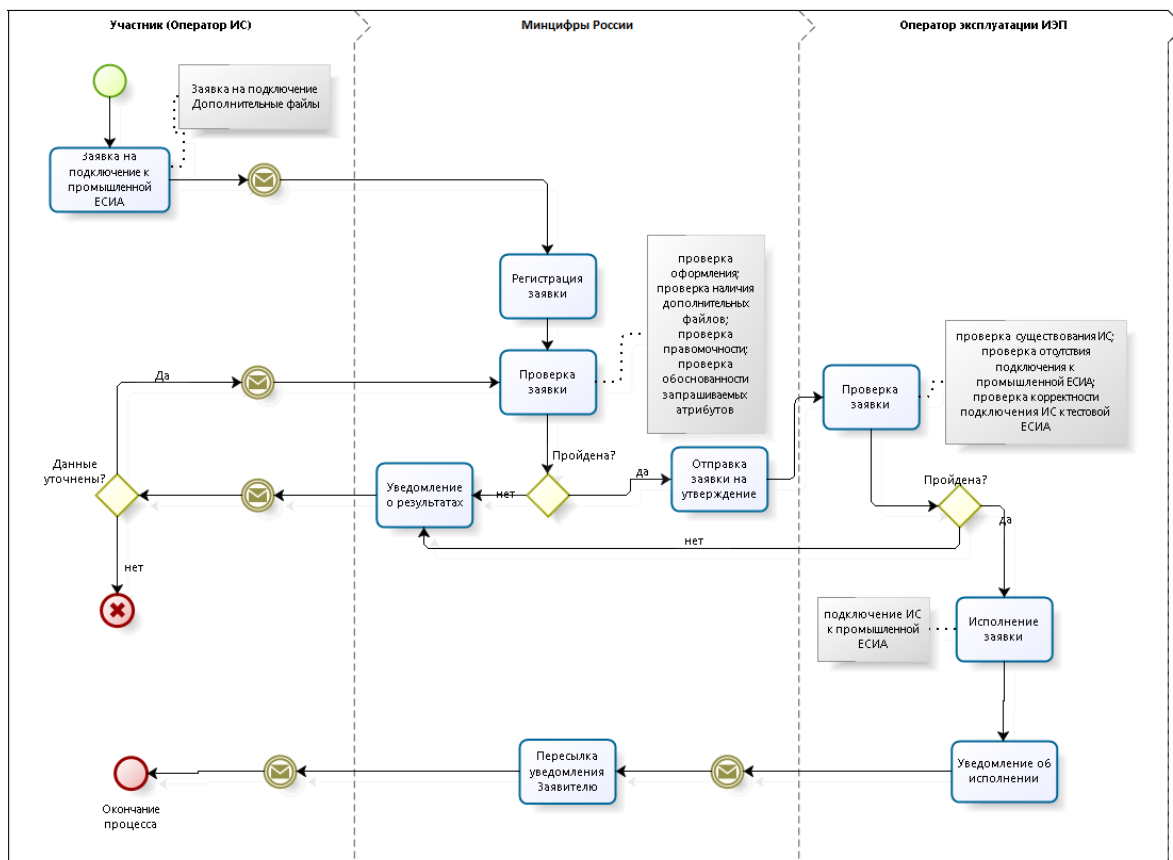 Участник (Оператор ИС)
Минцифры России
Оператор эксплуатации ИЭП
Заявка на подключение
Дополнительные файлы
Заявка на
подключение к
промышленной
ЕСИА
Регистрация
заявки
проверка
оформления;
проверка наличия
дополнительных
файлов;
проверка
правомочности;
проверка
обоснованности
запрашиваемых
атрибутов
проверка существования ИС;
проверка отсутствия
подключения к
промышленной ЕСИА;
проверка корректности
подключения ИС к тестовой
ЕСИА
Да
Проверка
заявки
Проверка
заявки
Данные
уточнены?
Уведомление
о результатах
нет
Пройдена?
да
Отправка
заявки на
утверждение
Пройдена?
да
нет
нет
подключение ИС
к промышленной
ЕСИА
Исполнение
заявки
Пересылка
уведомления
Заявителю
Уведомление об
исполнении
Окончание
процесса